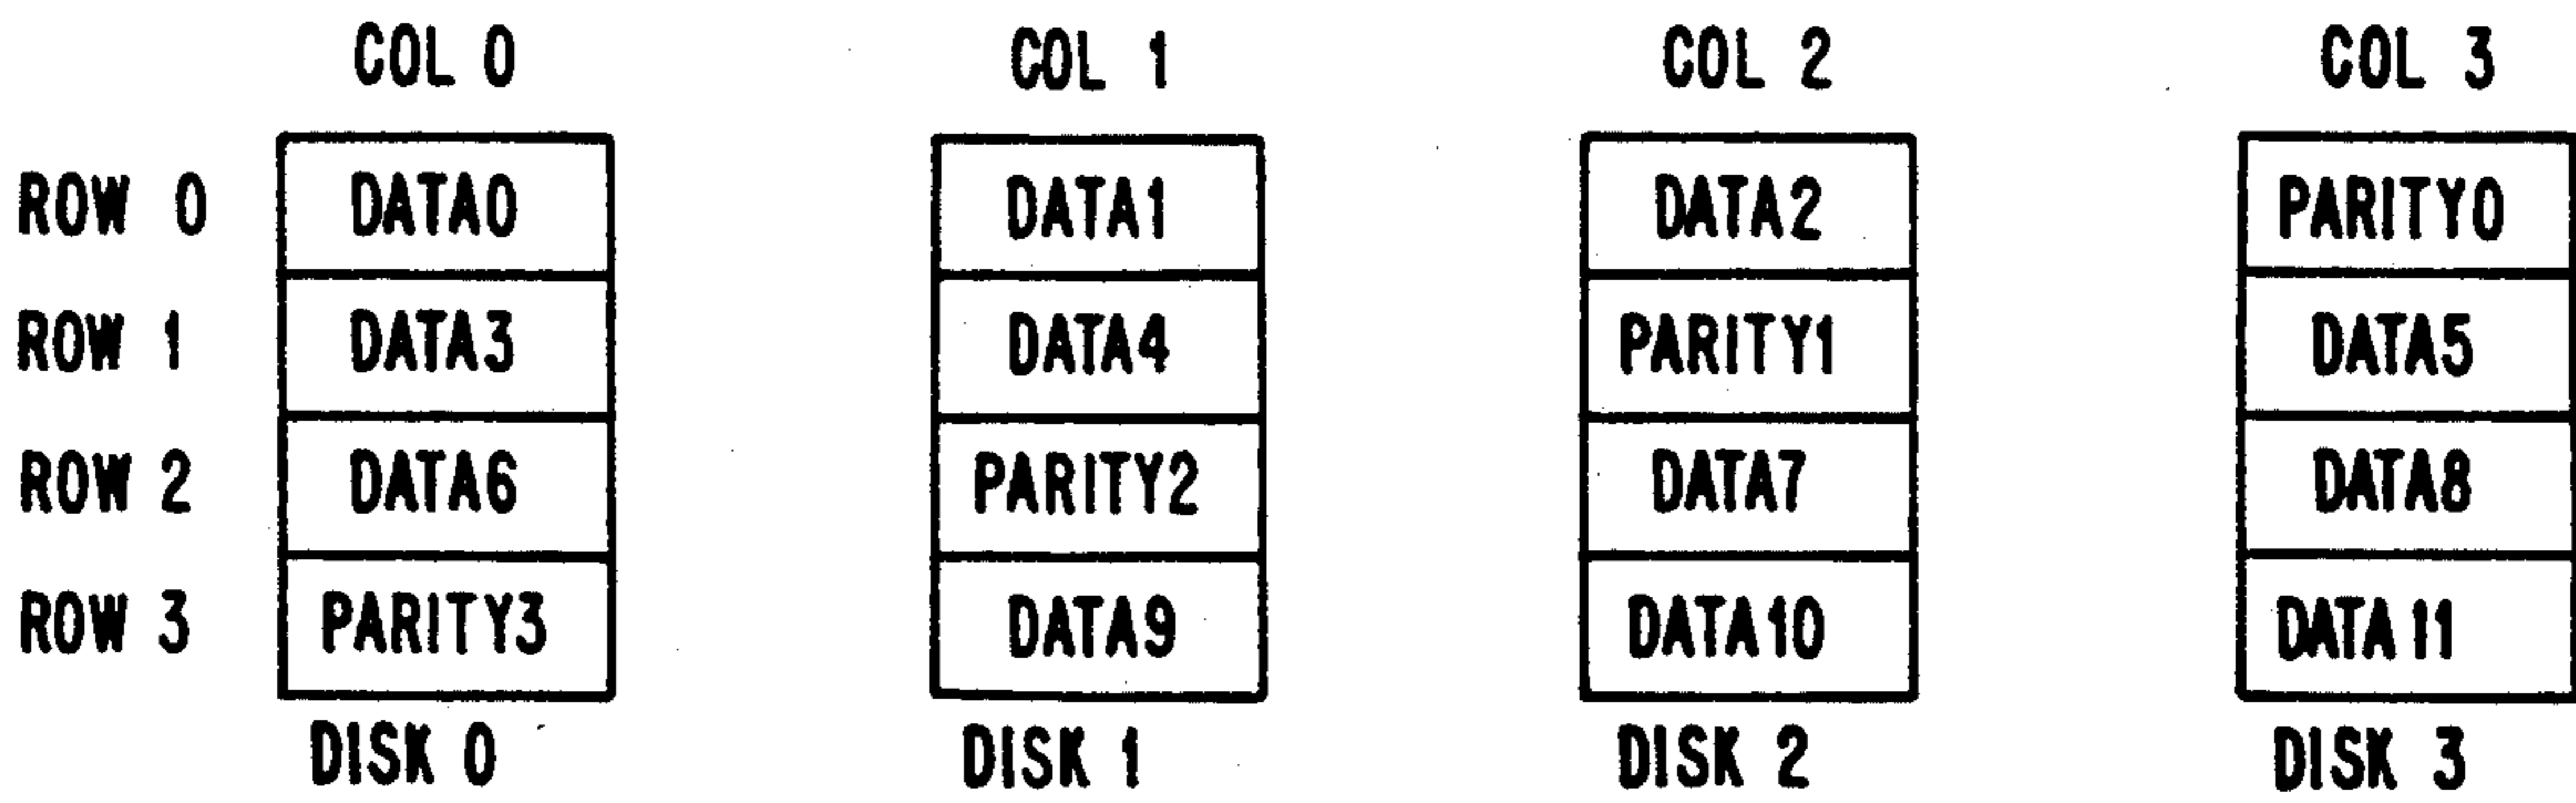 COL 0 COL 1 COL 2 COL 3
ROW 0 DATA0 DATA1 DATA2 PARITY0
ROW 1 DATA3 DATA4 PARITY1 DATA5
ROW 2 DATA6 PARITY2 DATA7 DATA8
ROW 3 PARITY3 DATA9 DATA10 DATA11
DISK 0 DISK 1 DISK 2 DISK 3